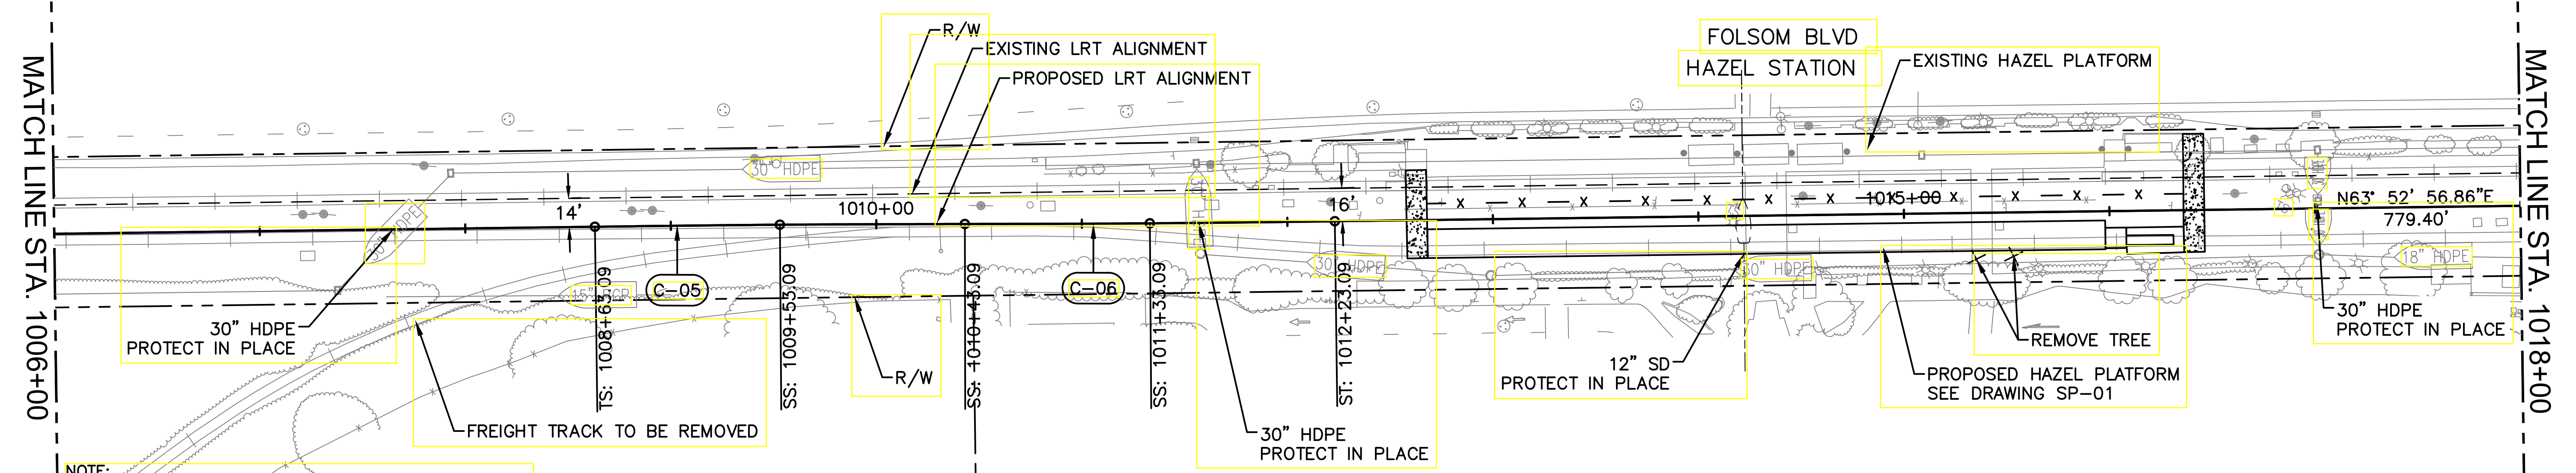 R/W
EXISTING LRT ALIGNMENT
PROPOSED LRT ALIGNMENT
FOLSOM BLVD
HAZEL STATION
EXISTING HAZEL PLATFORM
MATCH LINE STA. 1006+00
MATCH LINE STA. 1018+00
30" HDPE
14'
1010+00
16'
1015+00
N63° 52' 56.86"E
779.40'
30" HDPE
PROTECT IN PLACE
15" RCP
TS: 1008+63.09
C-05
SS: 1009+53.09
SS: 1010+43.09
C-06
SS: 1011+33.09
30" HDPE
ST: 1012+23.09
18" HDPE
30" HDPE
PROTECT IN PLACE
REMOVE TREE
12" SD
PROTECT IN PLACE
PROPOSED HAZEL PLATFORM
SEE DRAWING SP-01
R/W
FREIGHT TRACK TO BE REMOVED
30" HDPE
PROTECT IN PLACE
NOTE: